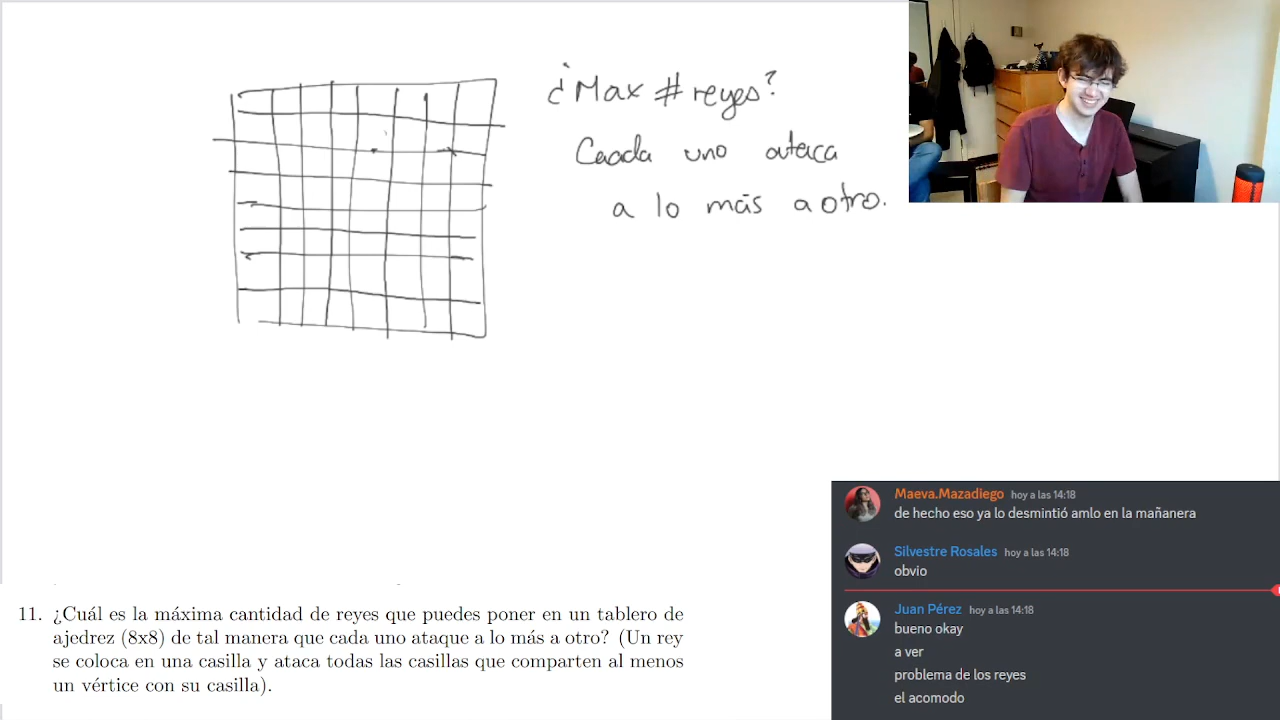 ¿Max # reyes?
Caada uno ataca
a lo más a otro.
Maeva.Mazadiego hoy a las 14:18
de hecho eso ya lo desmintió amlo en la mañanera
Silvestre Rosales hoy a las 14:18
obvio
Juan Pérez hoy a las 14:18
bueno okay
a ver
problema de los reyes
el acomodo
11. ¿Cuál es la máxima cantidad de reyes que puedes poner en un tablero de
ajedrez (8x8) de tal manera que cada uno ataque a lo más a otro? (Un rey
se coloca en una casilla y ataca todas las casillas que comparten al menos
un vértice con su casilla).